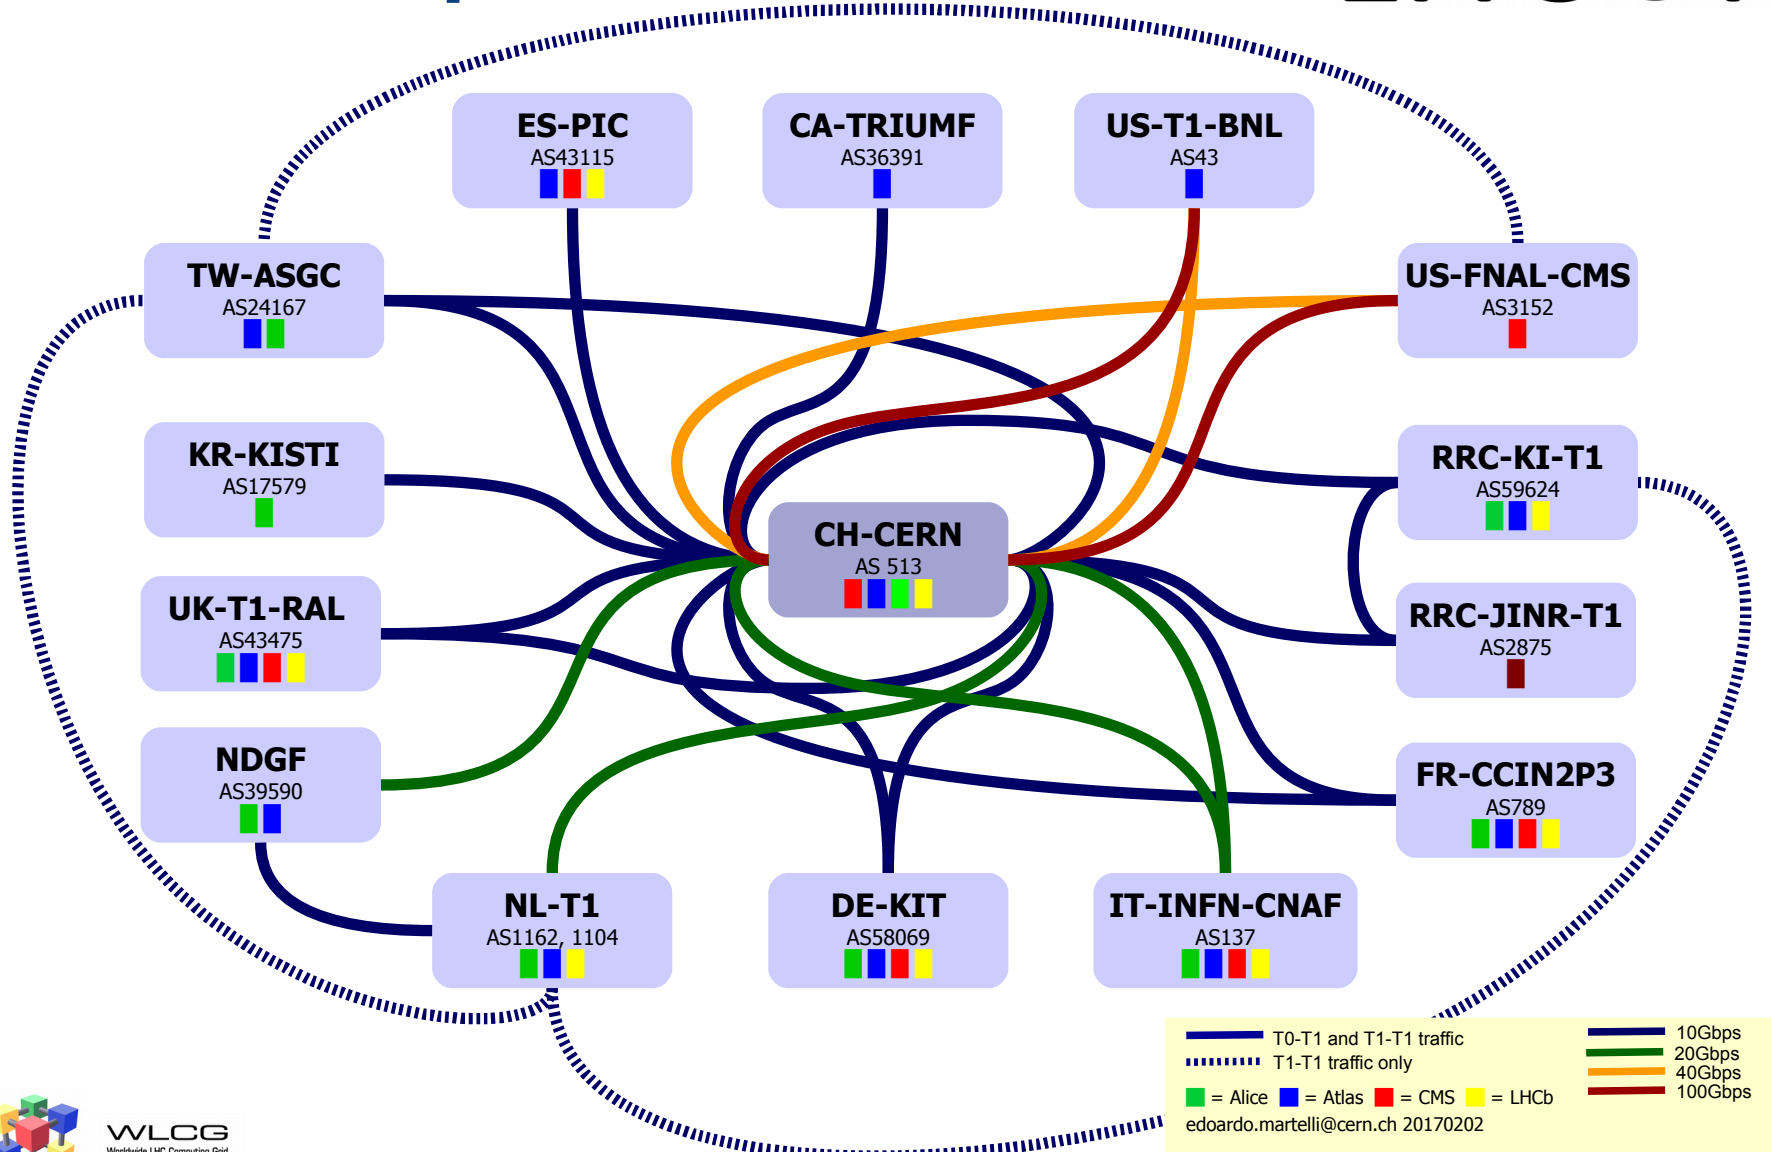 ES-PIC
AS43115
CA-TRIUMF
AS36391
US-T1-BNL
AS43
TW-ASGC
AS24167
US-FNAL-CMS
AS3152
KR-KISTI
AS17579
RRC-KI-T1
AS59624
CH-CERN
AS 513
UK-T1-RAL
AS43475
RRC-JINR-T1
AS2875
NDGF
AS39590
FR-CCIN2P3
AS789
NL-T1
AS1162, 1104
DE-KIT
AS58069
IT-INFN-CNAF
AS137
T0-T1 and T1-T1 traffic
T1-T1 traffic only
= Alice = Atlas = CMS = LHCb
edoardo.martelli@cern.ch 20170202
10Gbps
20Gbps
40Gbps
100Gbps
WLCG
Worldwide LHC Computing Grid